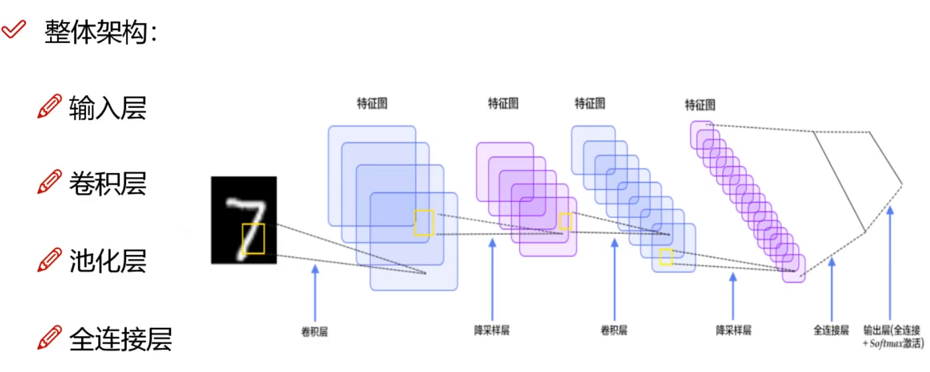 整体架构：
输入层
卷积层
池化层
全连接层
特征图
特征图
特征图
特征图
7
卷积层
降采样层
卷积层
降采样层
全连接层
输出层(全连接
+ Softmax激活)